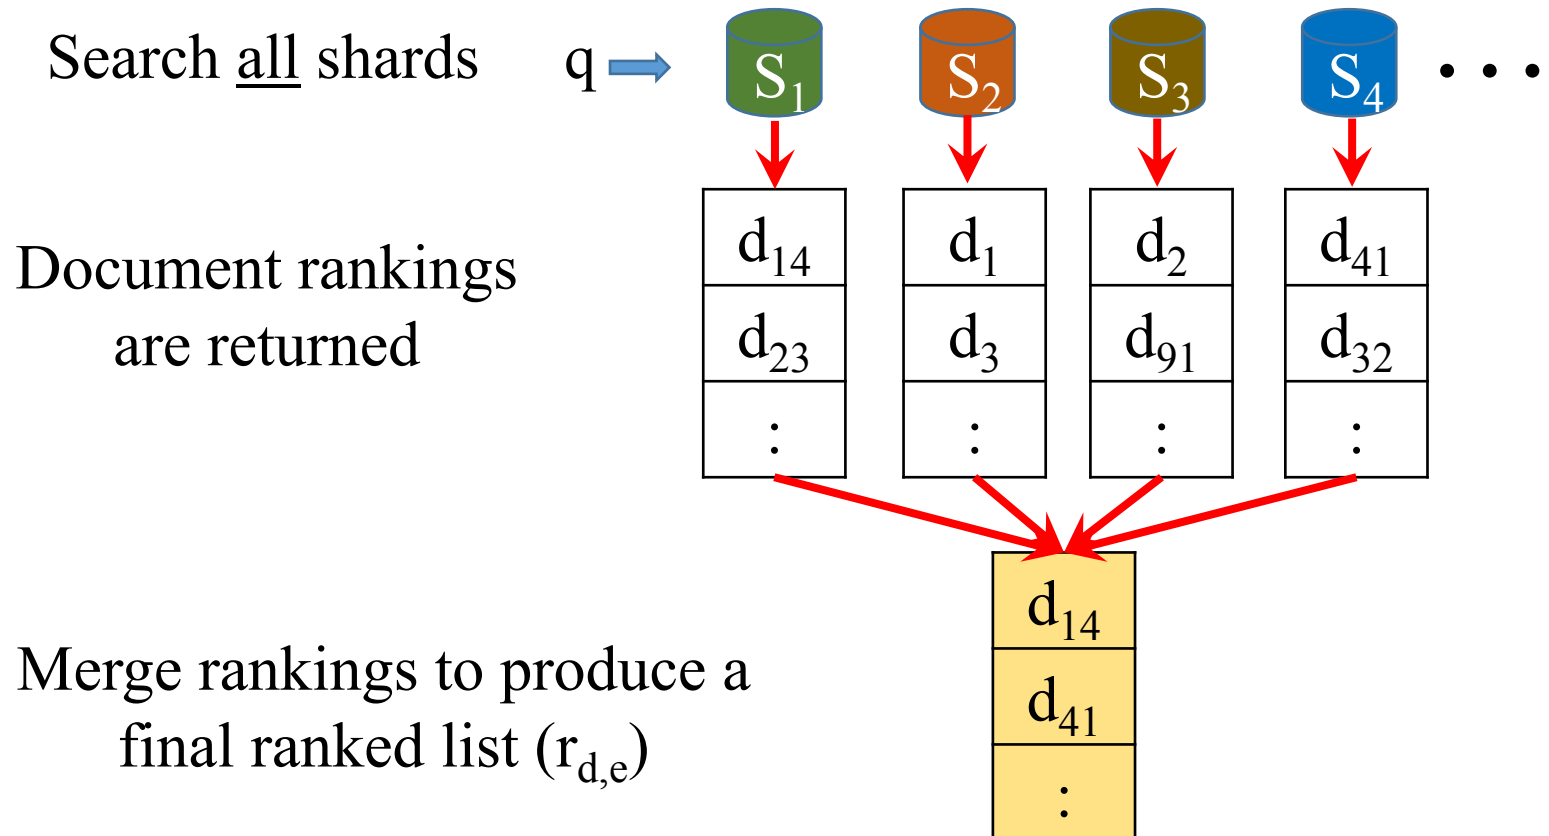 Search all shards q S1 S2 S3 S4 ...
Document rankings
are returned
d14 d1 d2 d41
d23 d3 d91 d32
: : : :
d14
Merge rankings to produce a
final ranked list (rd,e)
d41
: